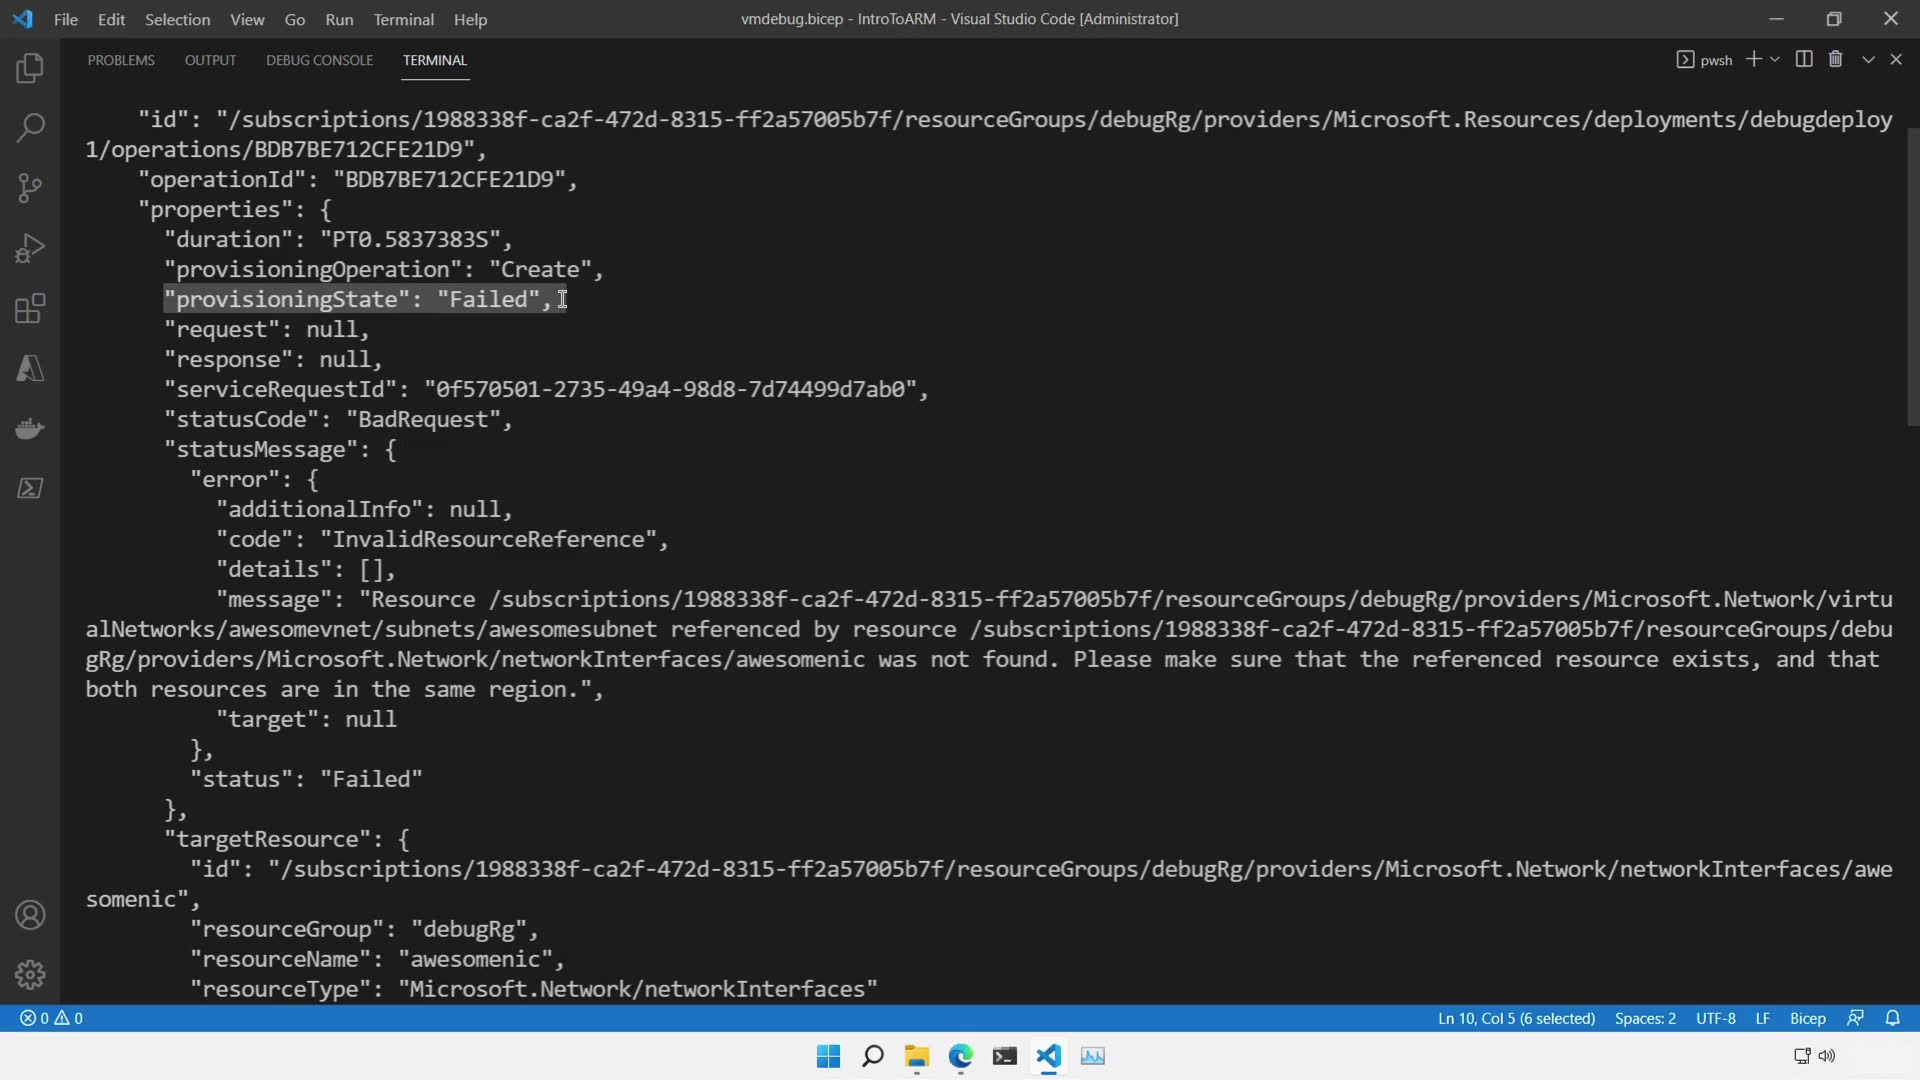 File Edit Selection View Go Run Terminal Help
vmdebug.bicep - IntroToARM - Visual Studio Code [Administrator]
PROBLEMS OUTPUT DEBUG CONSOLE TERMINAL
pwsh
"id": "/subscriptions/1988338f-ca2f-472d-8315-ff2a57005b7f/resourceGroups/debugRg/providers/Microsoft.Resources/deployments/debugdeploy
1/operations/BDB7BE712CFE21D9",
"operationId": "BDB7BE712CFE21D9",
"properties": {
"duration": "PT0.5837383S",
"provisioningOperation": "Create",
"provisioningState": "Failed",
"request": null,
"response": null,
"serviceRequestId": "0f570501-2735-49a4-98d8-7d74499d7ab0",
"statusCode": "BadRequest",
"statusMessage": {
"error": {
"additionalInfo": null,
"code": "InvalidResourceReference",
"details": [],
"message": "Resource /subscriptions/1988338f-ca2f-472d-8315-ff2a57005b7f/resourceGroups/debugRg/providers/Microsoft.Network/virtu
alNetworks/awesomevnet/subnets/awesomesubnet referenced by resource /subscriptions/1988338f-ca2f-472d-8315-ff2a57005b7f/resourceGroups/debu
gRg/providers/Microsoft.Network/networkInterfaces/awesomenic was not found. Please make sure that the referenced resource exists, and that
both resources are in the same region.",
"target": null
},
"status": "Failed"
},
"targetResource": {
"id": "/subscriptions/1988338f-ca2f-472d-8315-ff2a57005b7f/resourceGroups/debugRg/providers/Microsoft.Network/networkInterfaces/awe
somenic",
"resourceGroup": "debugRg",
"resourceName": "awesomenic",
"resourceType": "Microsoft.Network/networkInterfaces"
0 0
Ln 10, Col 5 (6 selected) Spaces: 2 UTF-8 LF Bicep